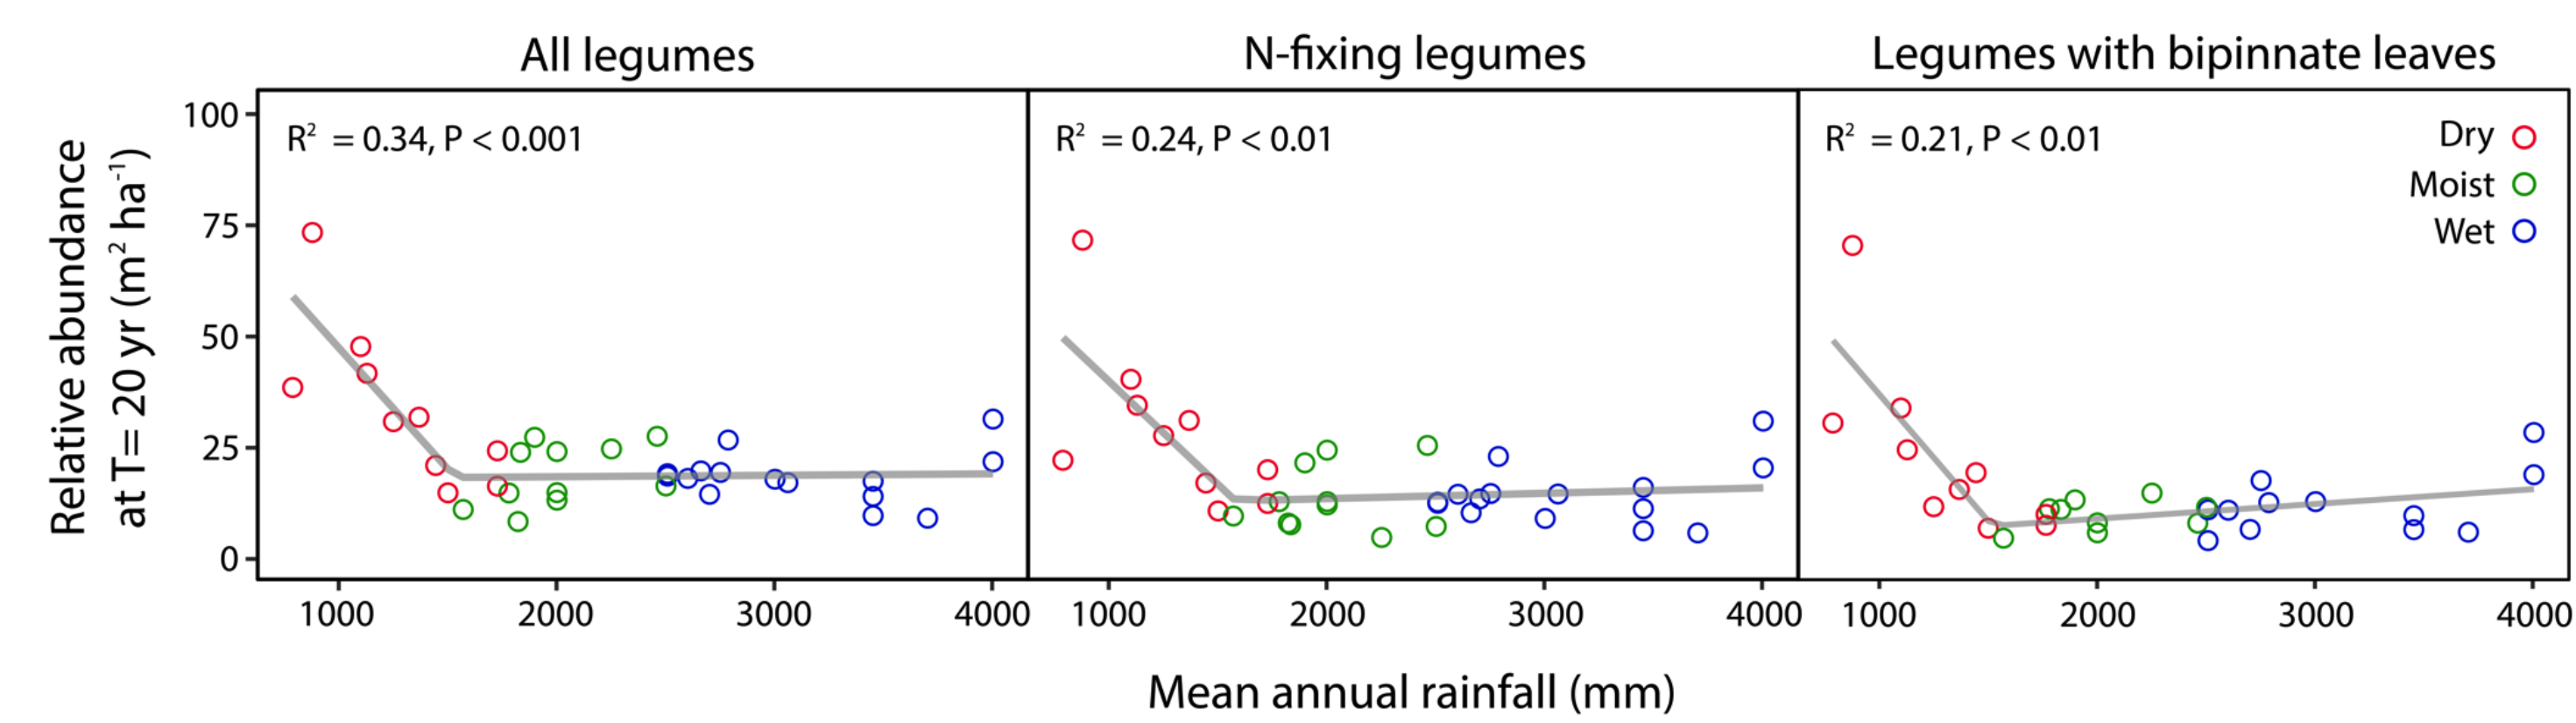 All legumes
N-fixing legumes
Legumes with bipinnate leaves
Relative abundance
at T= 20 yr (m² ha⁻¹)
100
75
50
25
0
R² = 0.34, P < 0.001
R² = 0.24, P < 0.01
R² = 0.21, P < 0.01
Dry
Moist
Wet
1000 2000 3000 4000 1000 2000 3000 4000 1000 2000 3000 4000
Mean annual rainfall (mm)